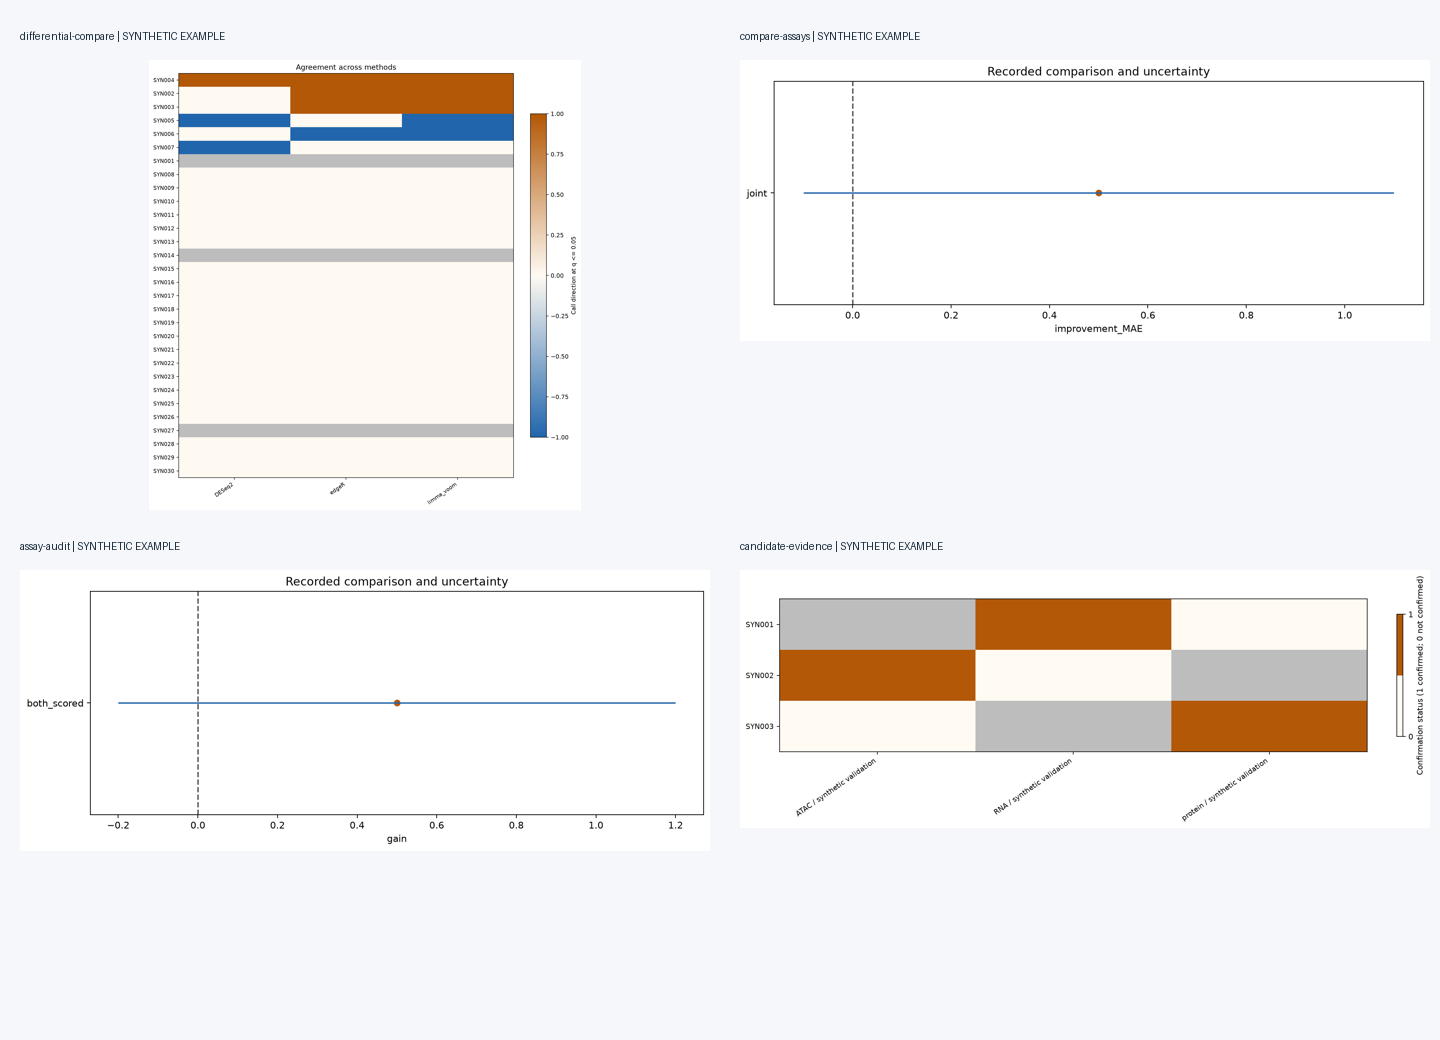 differential-compare | SYNTHETIC EXAMPLE
Agreement across methods
SYN004
SYN002
SYN003
SYN005
SYN006
SYN007
SYN001
SYN008
SYN009
SYN010
SYN011
SYN012
SYN013
SYN014
SYN015
SYN016
SYN017
SYN018
SYN019
SYN020
SYN021
SYN022
SYN023
SYN024
SYN025
SYN026
SYN027
SYN028
SYN029
SYN030
DESeq2
edgeR
limma_voom
1.00
0.75
0.50
0.25
0.00
−0.25
−0.50
−0.75
−1.00
Call direction at q <= 0.05
compare-assays | SYNTHETIC EXAMPLE
Recorded comparison and uncertainty
joint
0.0 0.2 0.4 0.6 0.8 1.0
improvement_MAE
assay-audit | SYNTHETIC EXAMPLE
Recorded comparison and uncertainty
both_scored
−0.2 0.0 0.2 0.4 0.6 0.8 1.0 1.2
gain
candidate-evidence | SYNTHETIC EXAMPLE
SYN001
SYN002
SYN003
ATAC / synthetic validation
RNA / synthetic validation
protein / synthetic validation
1
0
Confirmation status (1 confirmed; 0 not confirmed)